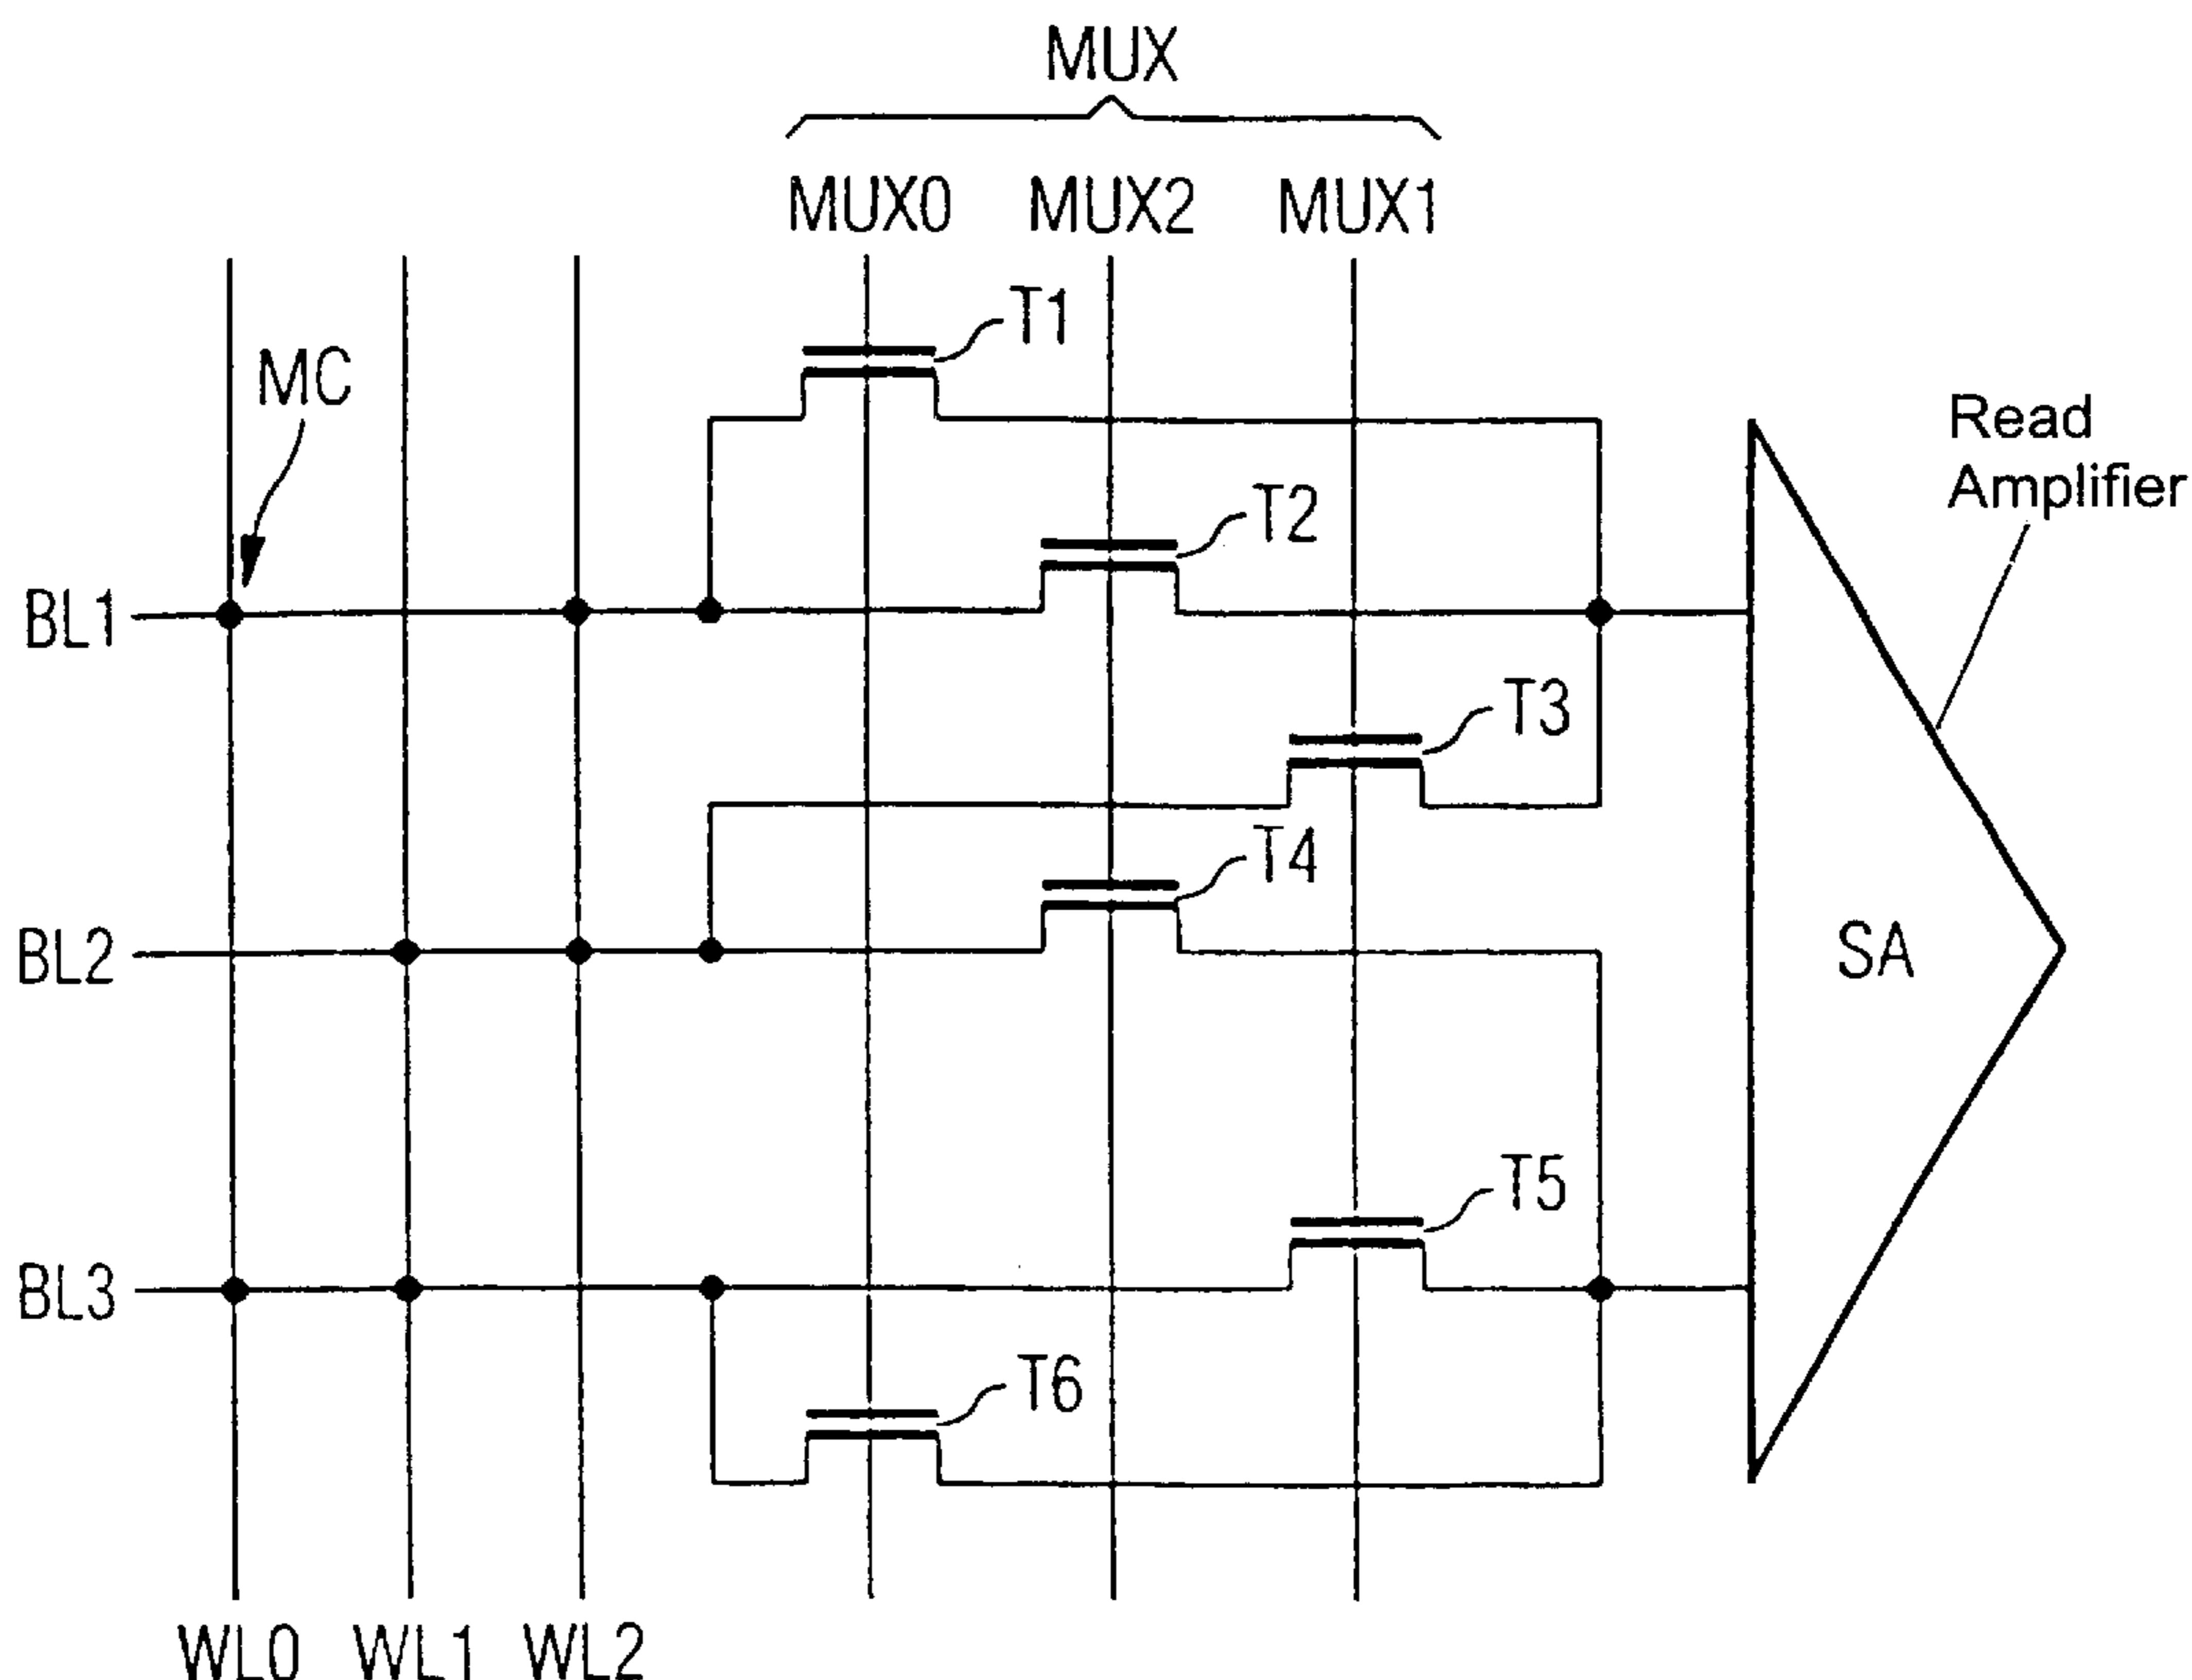 MUX
MUX0 MUX2 MUX1
T1
MC
Read
Amplifier
T2
BL1
T3
T4
BL2
SA
T5
BL3
T6
WL0 WL1 WL2